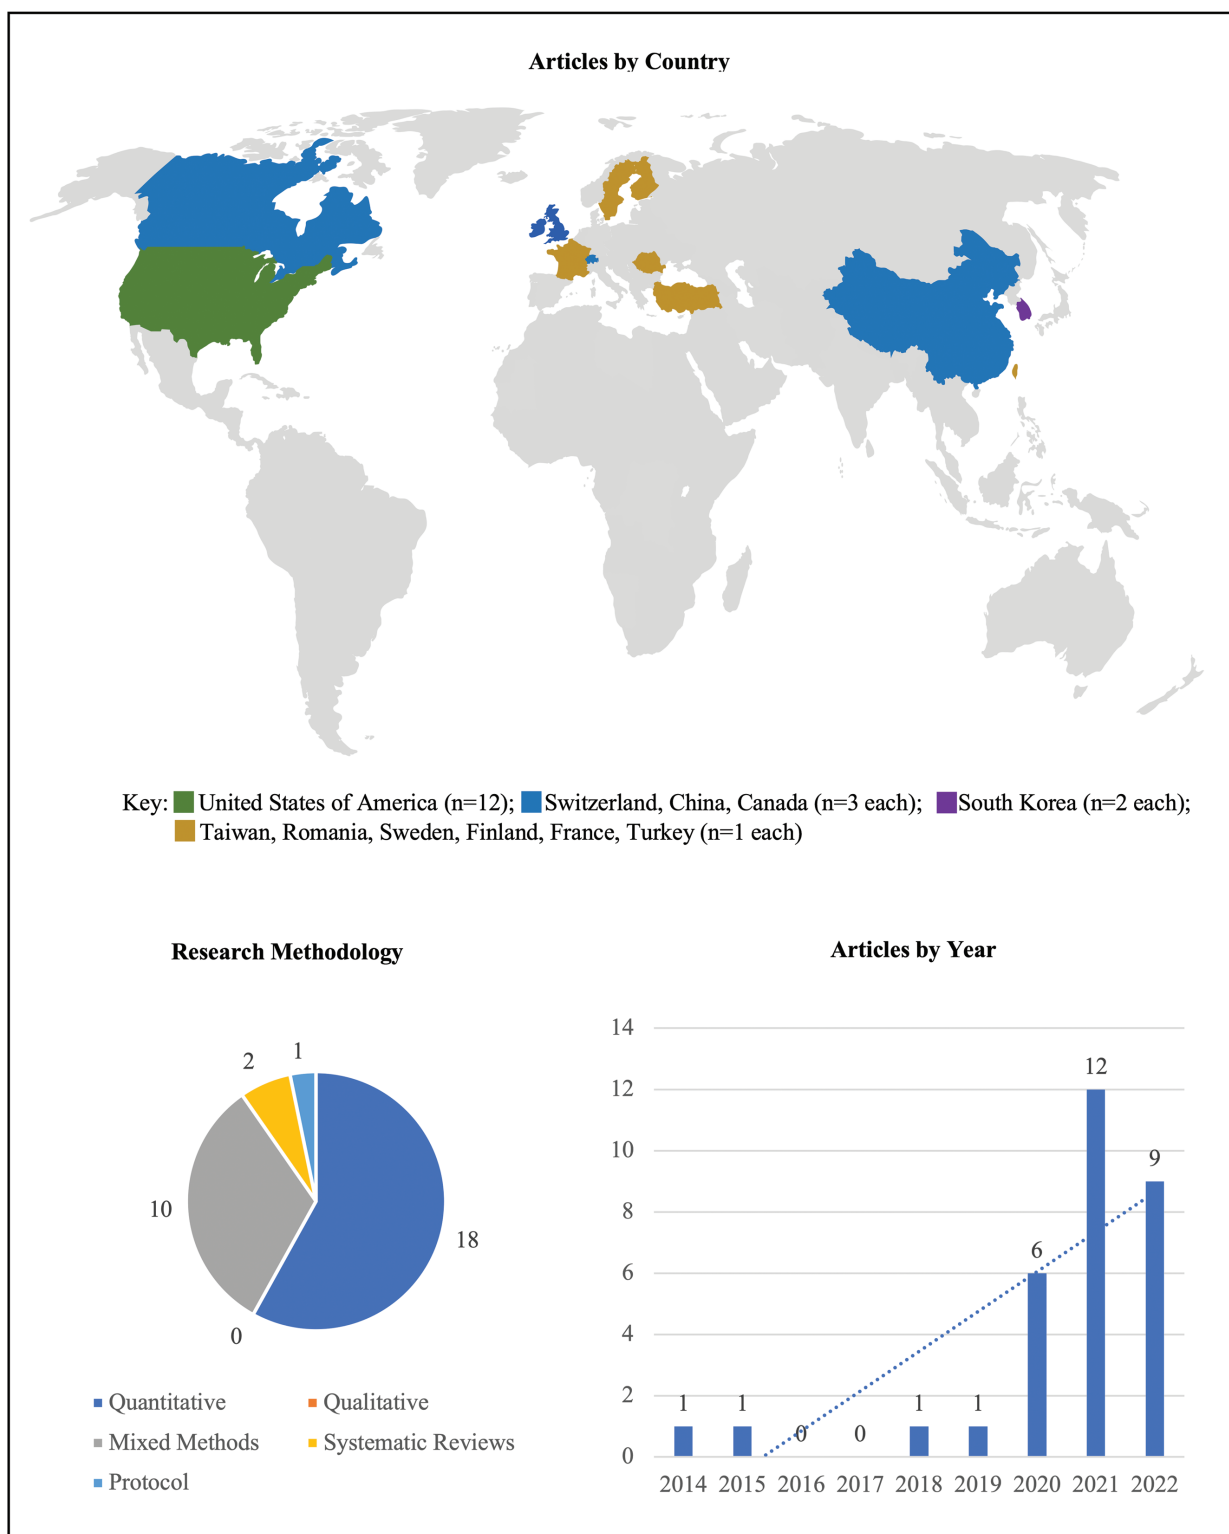 Articles by Country
Key: United States of America (n=12); Switzerland, China, Canada (n=3 each); South Korea (n=2 each);
Taiwan, Romania, Sweden, Finland, France, Turkey (n=1 each)
Research Methodology
2
1
10
18
0
Quantitative
Qualitative
Mixed Methods
Systematic Reviews
Protocol
Articles by Year
14
12
10
8
6
4
2
0
1
1
0
0
1
1
6
12
9
2014 2015 2016 2017 2018 2019 2020 2021 2022